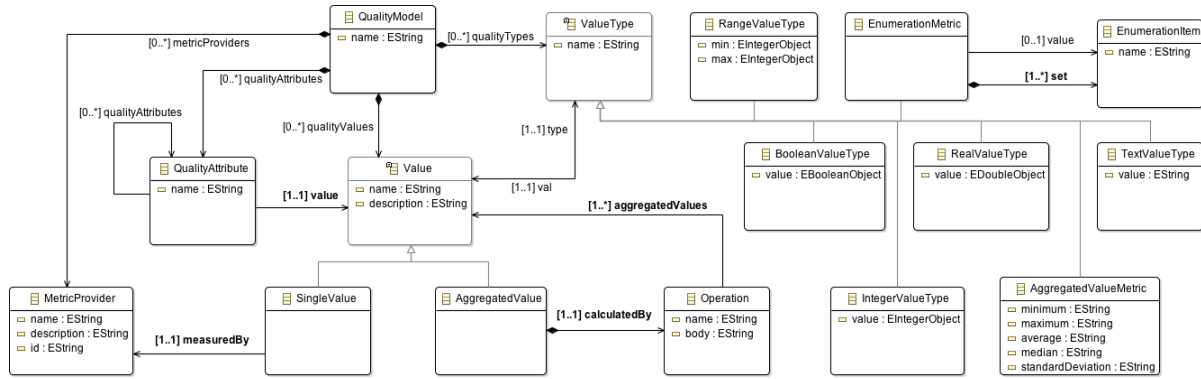 QualityModel
name : EString
ValueType
name : EString
RangeValueType
min : EIntegerObject
max : EIntegerObject
EnumerationMetric
EnumerationItem
name : EString
[0..*] metricProviders
[0..*] qualityTypes
[0..1] value
[1..*] set
[0..*] qualityAttributes
[0..*] qualityAttributes
[0..*] qualityValues
[1..1] type
QualityAttribute
name : EString
[1..1] value
Value
name : EString
description : EString
[1..1] val
[1..*] aggregatedValues
BooleanValueType
value : EBooleanObject
RealValueType
value : EDoubleObject
TextValueType
value : EString
MetricProvider
name : EString
description : EString
id : EString
[1..1] measuredBy
SingleValue
AggregatedValue
[1..1] calculatedBy
Operation
name : EString
body : EString
IntegerValueType
value : EIntegerObject
AggregatedValueMetric
minimum : EString
maximum : EString
average : EString
median : EString
standardDeviation : EString